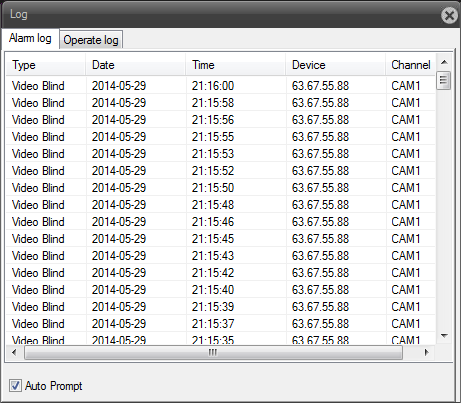 Log
Alarm log Operate log
Type Date Time Device Channel
Video Blind 2014-05-29 21:16:00 63.67.55.88 CAM1
Video Blind 2014-05-29 21:15:58 63.67.55.88 CAM1
Video Blind 2014-05-29 21:15:56 63.67.55.88 CAM1
Video Blind 2014-05-29 21:15:55 63.67.55.88 CAM1
Video Blind 2014-05-29 21:15:53 63.67.55.88 CAM1
Video Blind 2014-05-29 21:15:52 63.67.55.88 CAM1
Video Blind 2014-05-29 21:15:50 63.67.55.88 CAM1
Video Blind 2014-05-29 21:15:48 63.67.55.88 CAM1
Video Blind 2014-05-29 21:15:46 63.67.55.88 CAM1
Video Blind 2014-05-29 21:15:45 63.67.55.88 CAM1
Video Blind 2014-05-29 21:15:43 63.67.55.88 CAM1
Video Blind 2014-05-29 21:15:42 63.67.55.88 CAM1
Video Blind 2014-05-29 21:15:40 63.67.55.88 CAM1
Video Blind 2014-05-29 21:15:39 63.67.55.88 CAM1
Video Blind 2014-05-29 21:15:37 63.67.55.88 CAM1
Video Blind 2014-05-29 21:15:35 63.67.55.88 CAM1
Auto Prompt